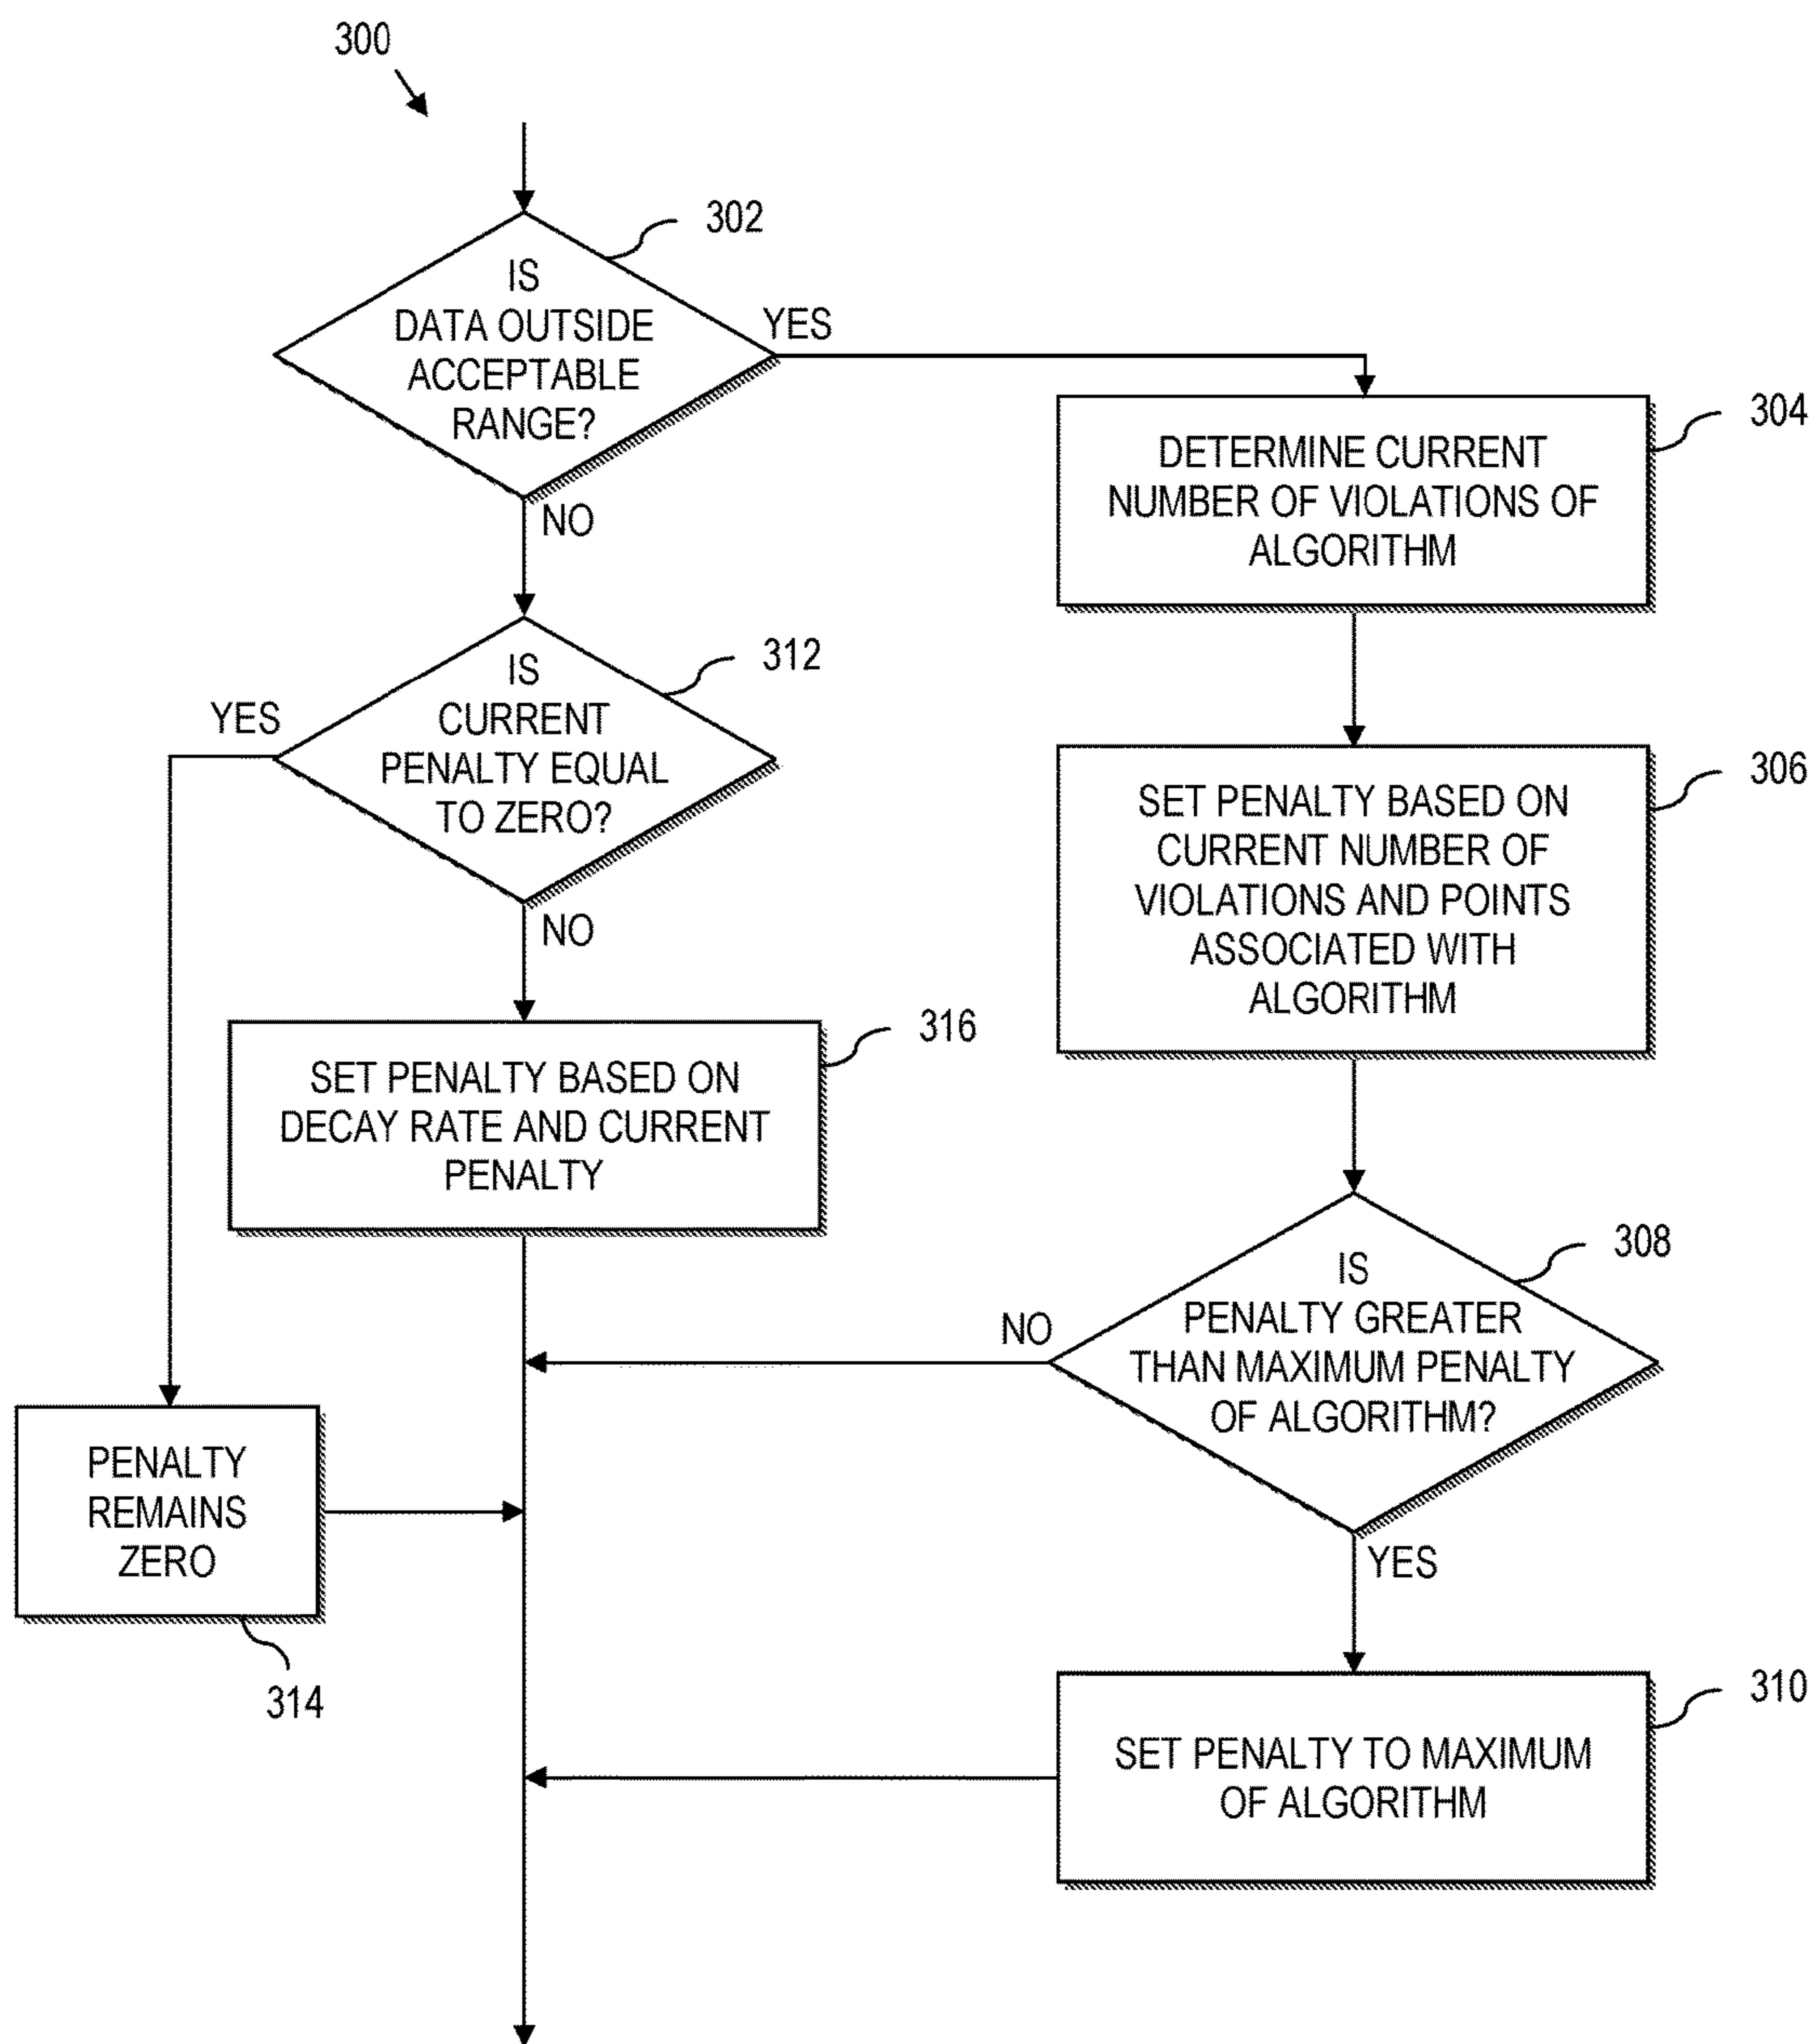 300
302
IS
DATA OUTSIDE
ACCEPTABLE
RANGE?
YES
NO
304
DETERMINE CURRENT
NUMBER OF VIOLATIONS OF
ALGORITHM
312
IS
CURRENT
PENALTY EQUAL
TO ZERO?
YES
NO
306
SET PENALTY BASED ON
CURRENT NUMBER OF
VIOLATIONS AND POINTS
ASSOCIATED WITH
ALGORITHM
316
SET PENALTY BASED ON
DECAY RATE AND CURRENT
PENALTY
308
IS
PENALTY GREATER
THAN MAXIMUM PENALTY
OF ALGORITHM?
NO
YES
PENALTY
REMAINS
ZERO
314
310
SET PENALTY TO MAXIMUM
OF ALGORITHM